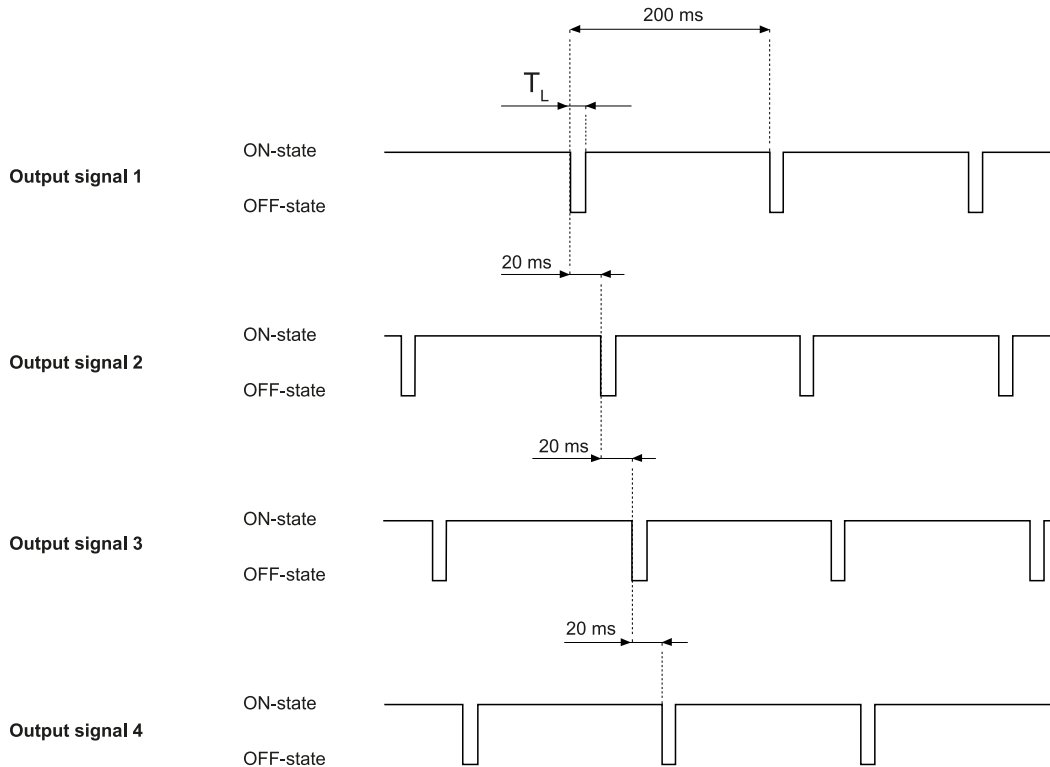 200 ms
T_L
ON-state
Output signal 1
OFF-state
20 ms
ON-state
Output signal 2
OFF-state
20 ms
ON-state
Output signal 3
OFF-state
20 ms
ON-state
Output signal 4
OFF-state